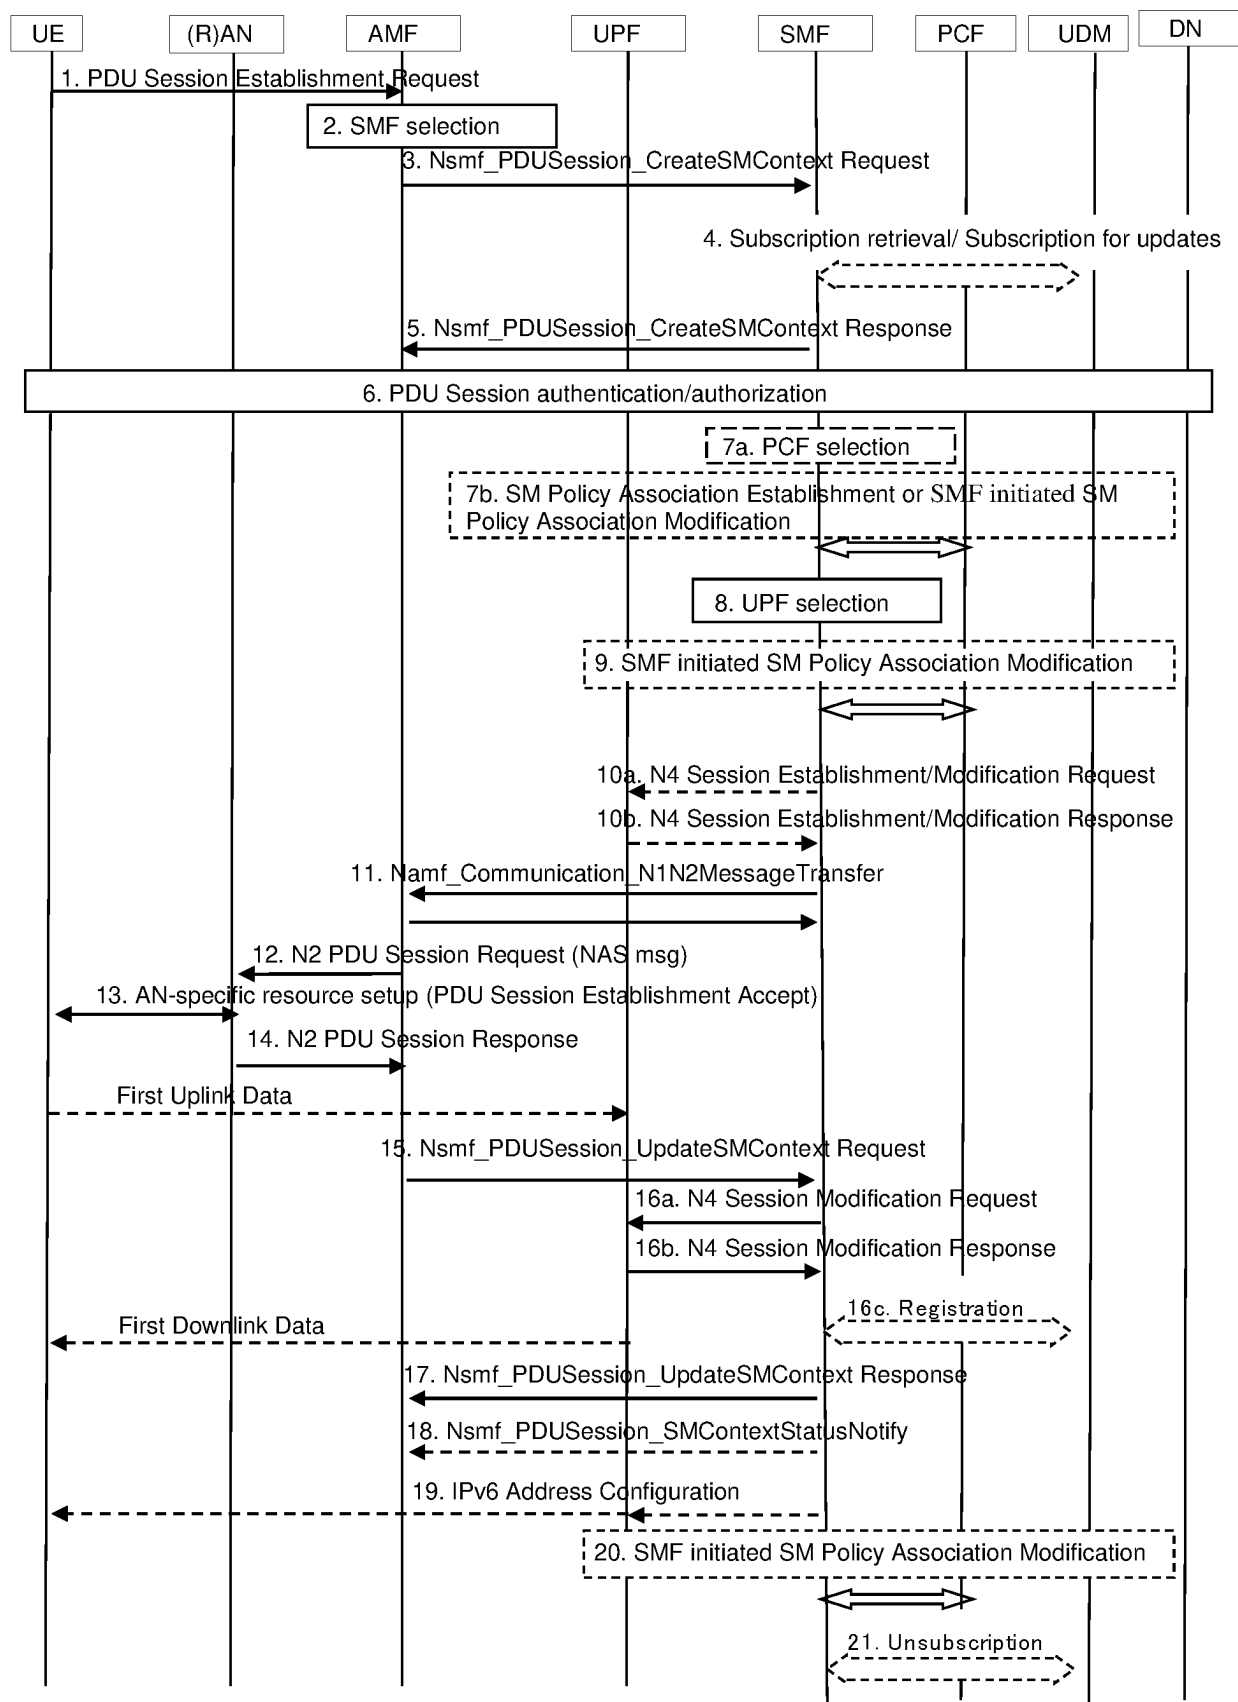 UE
(R)AN
AMF
UPF
SMF
PCF
UDM
DN
1. PDU Session Establishment Request
2. SMF selection
3. Nsmf_PDUSession_CreateSMContext Request
4. Subscription retrieval/ Subscription for updates
5. Nsmf_PDUSession_CreateSMContext Response
6. PDU Session authentication/authorization
7a. PCF selection
7b. SM Policy Association Establishment or SMF initiated SM
Policy Association Modification
8. UPF selection
9. SMF initiated SM Policy Association Modification
10a. N4 Session Establishment/Modification Request
10b. N4 Session Establishment/Modification Response
11. Namf_Communication_N1N2MessageTransfer
12. N2 PDU Session Request (NAS msg)
13. AN-specific resource setup (PDU Session Establishment Accept)
14. N2 PDU Session Response
First Uplink Data
15. Nsmf_PDUSession_UpdateSMContext Request
16a. N4 Session Modification Request
16b. N4 Session Modification Response
16c. Registration
First Downlink Data
17. Nsmf_PDUSession_UpdateSMContext Response
18. Nsmf_PDUSession_SMContextStatusNotify
19. IPv6 Address Configuration
20. SMF initiated SM Policy Association Modification
21. Unsubscription